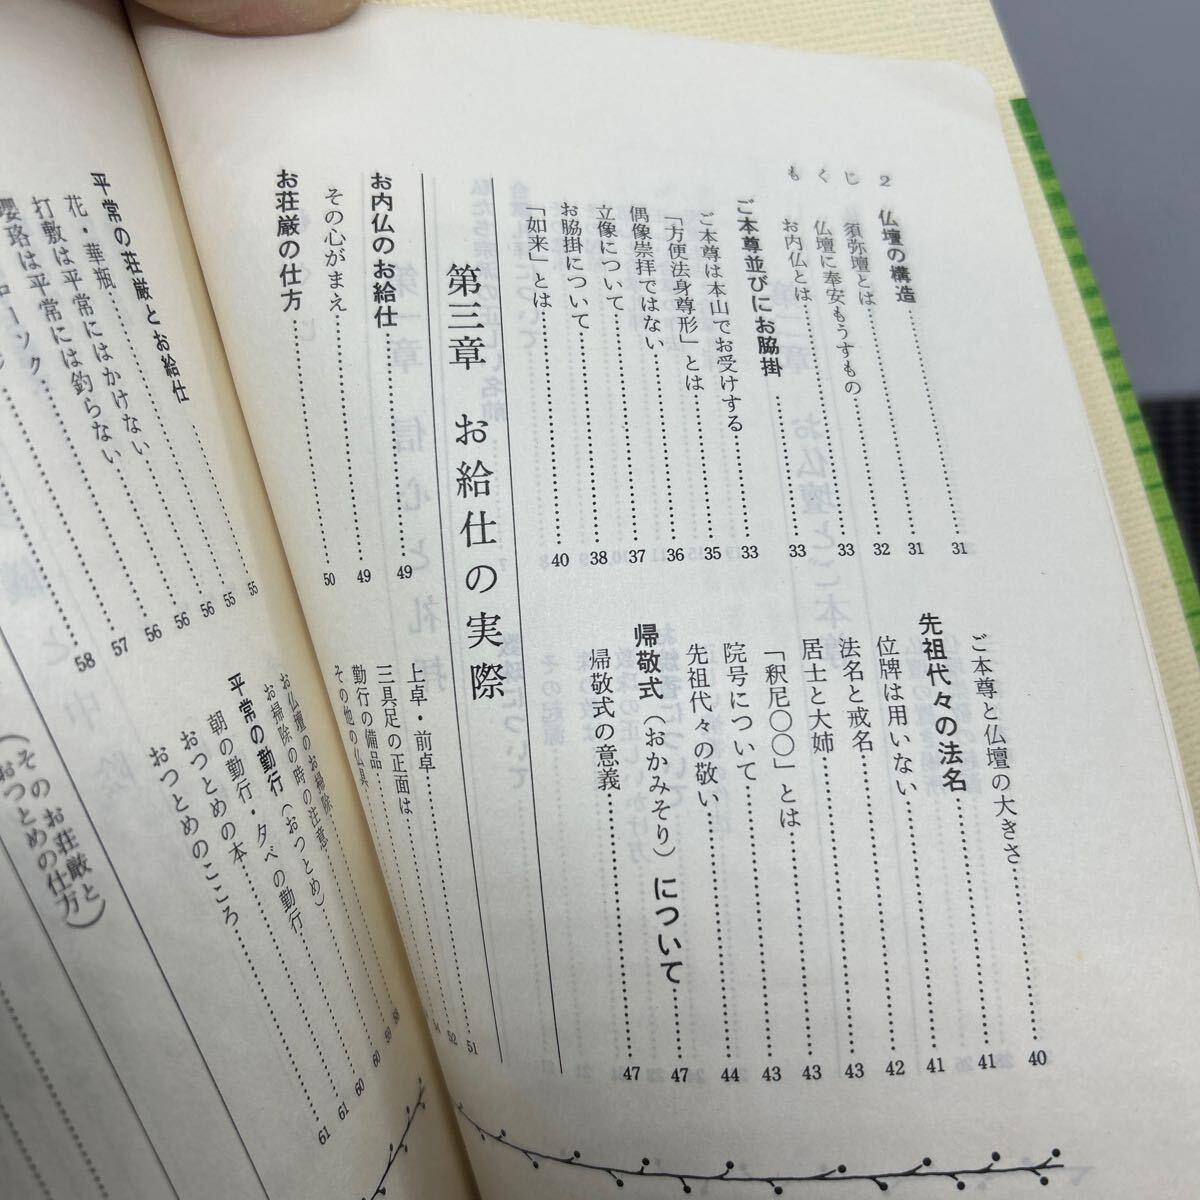 もくじ 2
仏壇の構造……31
須弥壇とは……31
仏壇に奉安もうすもの……32
お内仏とは……33
ご本尊並びにお脇掛……33
ご本尊は本山でお受けする……33
「方便法身尊形」とは……35
偶像崇拝ではない……36
立像について……37
お脇掛について……38
「如来」とは……40
ご本尊と仏壇の大きさ……40
先祖代々の法名……41
位牌は用いない……41
法名と戒名……42
居士と大姉……43
「釈尼〇〇」とは……43
院号について……43
先祖代々の敬い……44
帰敬式(おかみそり)について……47
帰敬式の意義……47
第三章 お給仕の実際
お内仏のお給仕……49
その心がまえ……49
お荘厳の仕方……50
上卓・前卓……51
三具足の正面は……52
勤行の備品
その他の仏具
平常の荘厳とお給仕……55
花・華瓶……55
打敷は平常にはかけない……56
瓔珞は平常には釣らない……56
お仏壇のお掃除
お掃除の時の注意
平常の勤行(おつとめ)
朝の勤行・夕べの勤行
おつとめの本
おつとめのこころ
56
57
58
59
60
60
61
61
(そのお荘厳と
おつとめの仕方)